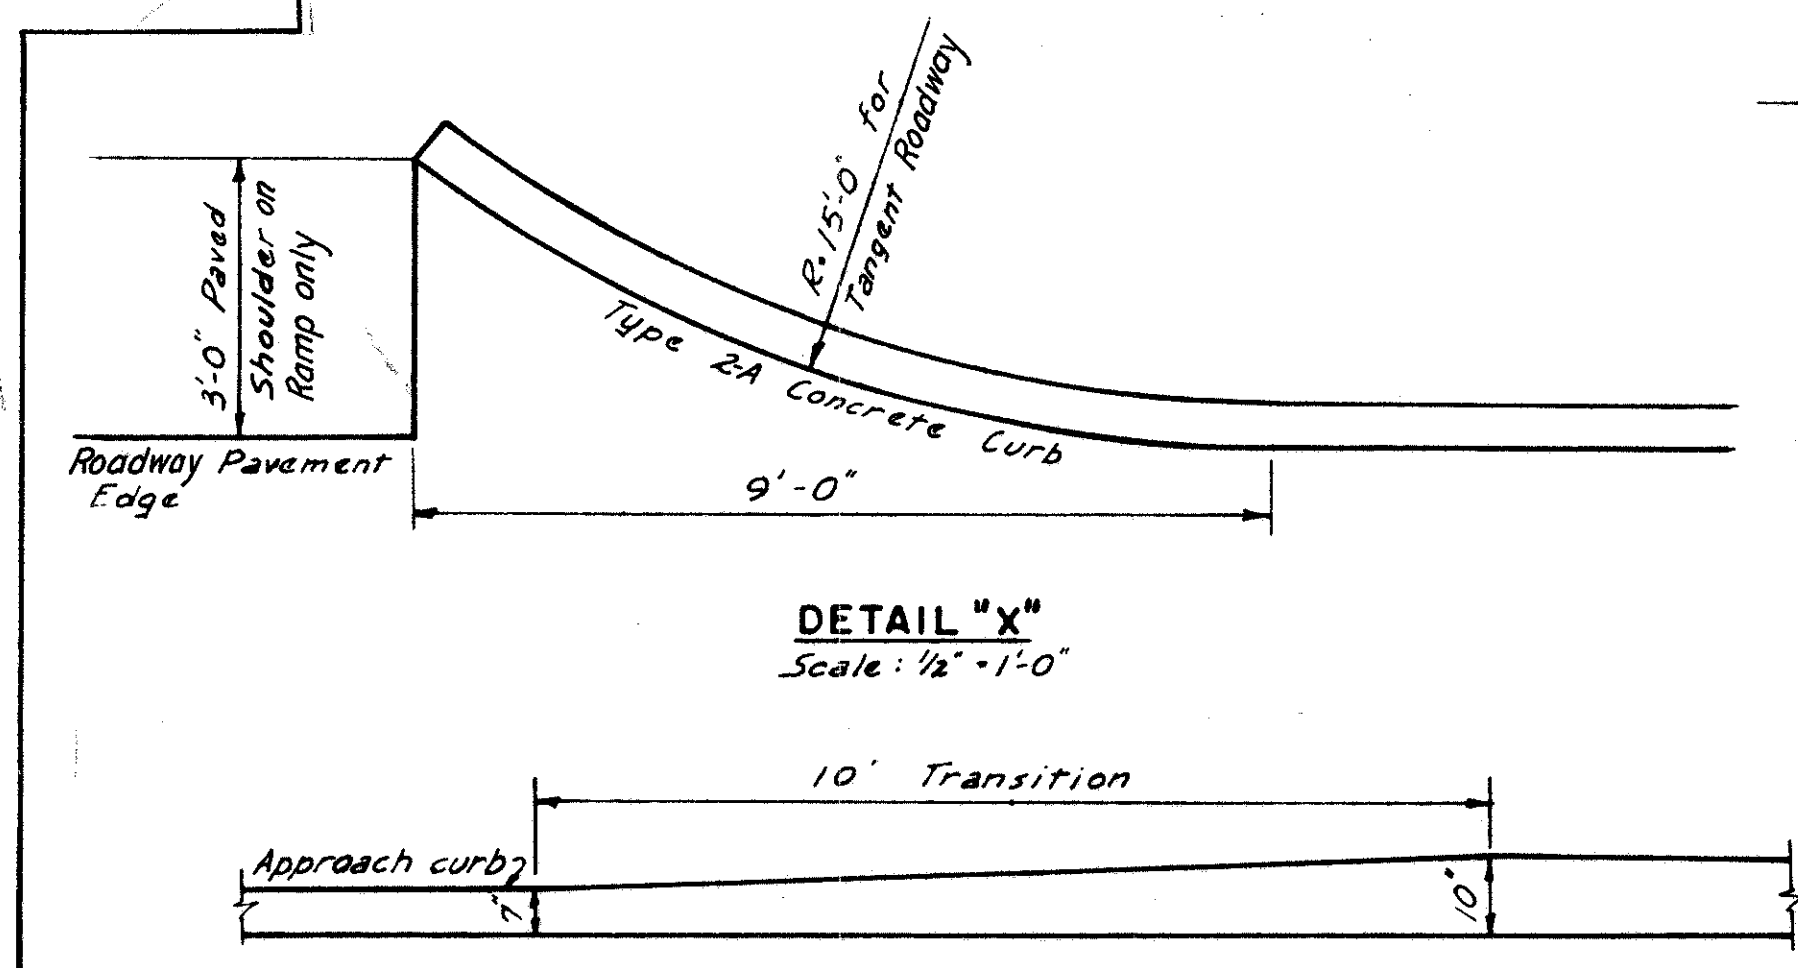 3'-0" Paved
Shoulder on
Ramp only
R. 15'-0" for
Tangent Roadway
Type 2-A Concrete Curb
Roadway Pavement
Edge
9'-0"
DETAIL "X"
Scale: 1/2" = 1'-0"
10' Transition
Approach curb
7"
10"